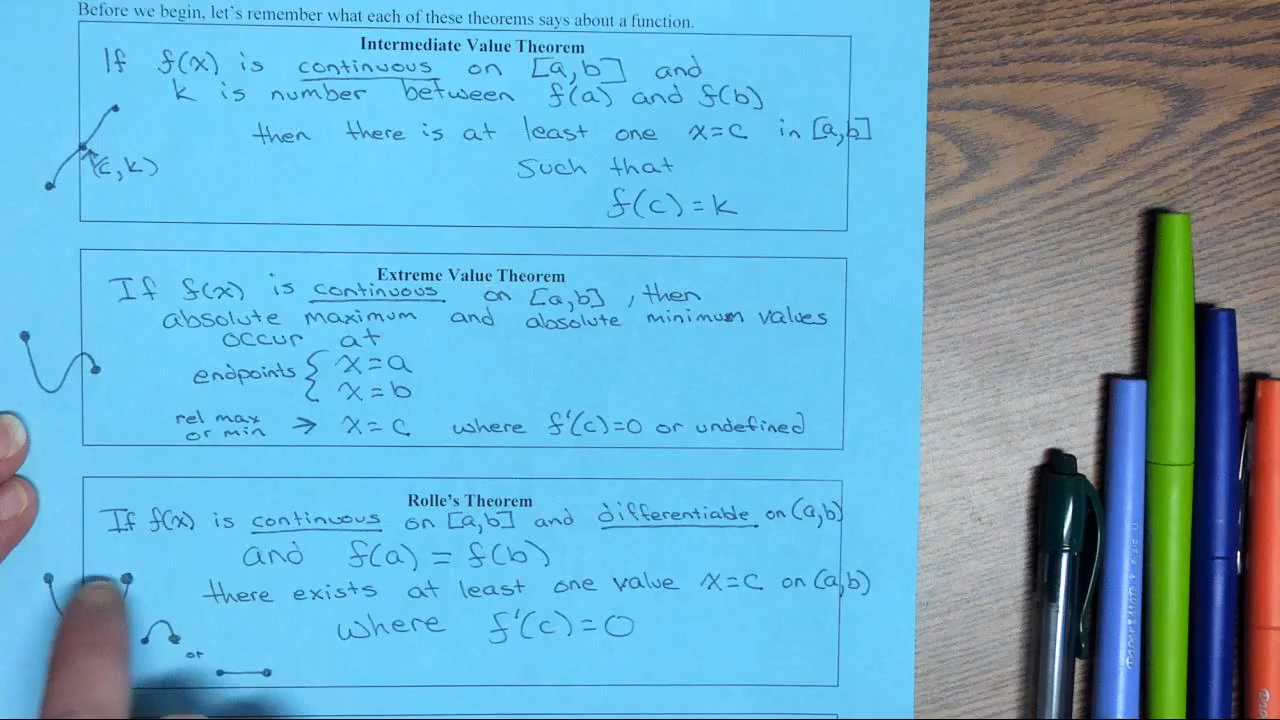 Before we begin, let's remember what each of these theorems says about a function.
Intermediate Value Theorem
If f(x) is continuous on [a,b] and
k is number between f(a) and f(b)
then there is at least one x=c in [a,b]
such that
f(c)=k
(c,k)
Extreme Value Theorem
If f(x) is continuous on [a,b], then
absolute maximum and absolute minimum values
occur at
endpoints { x=a
{ x=b
rel max
or min → x=c where f'(c)=0 or undefined
Rolle's Theorem
If f(x) is continuous on [a,b] and differentiable on (a,b)
and f(a) = f(b)
there exists at least one value x=c on (a,b)
where f'(c)=0
or